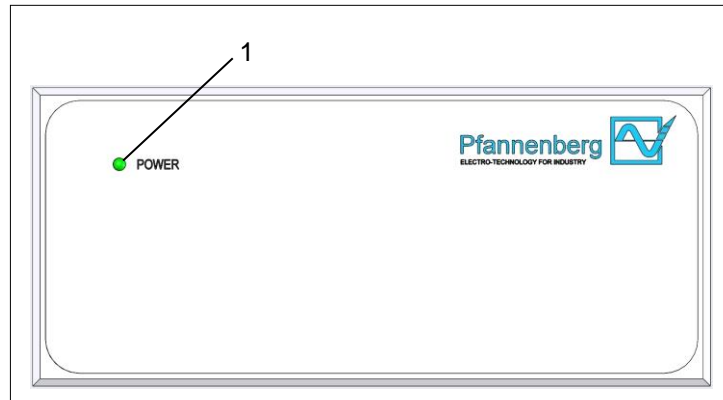 1
POWER
Pfannenberg
ELECTRO-TECHNOLOGY FOR INDUSTRY